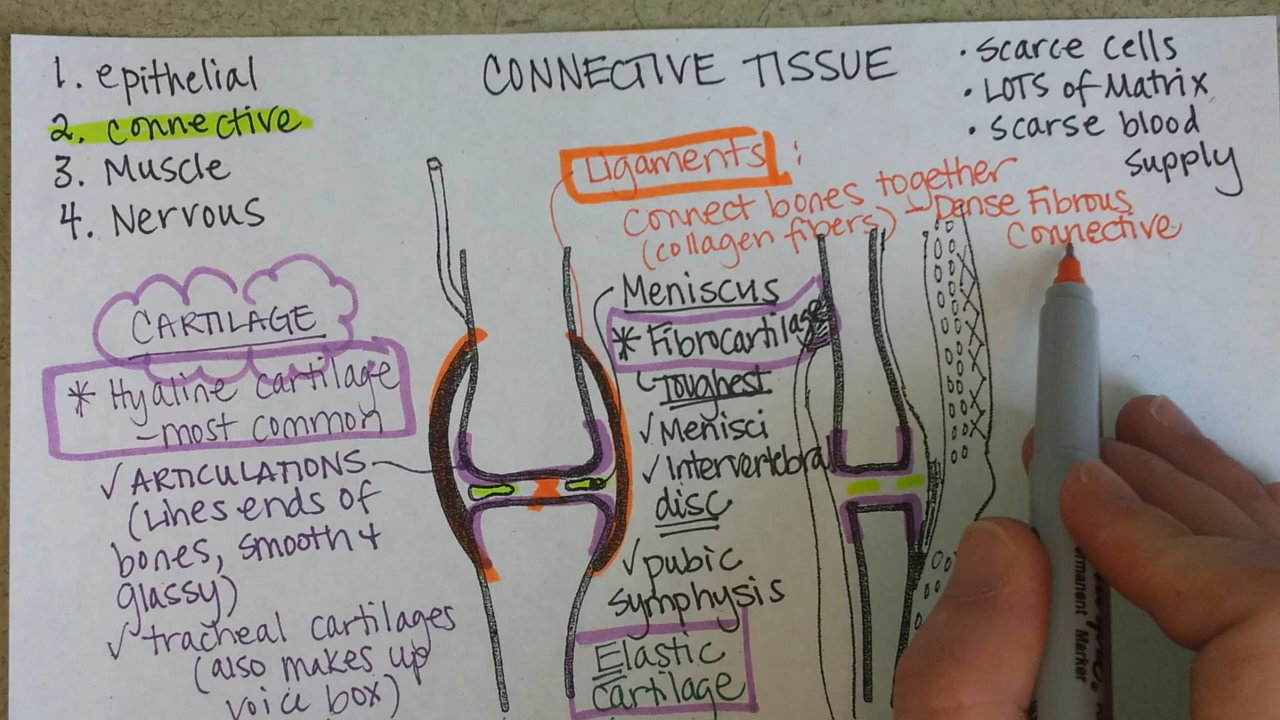 1. epithelial
2. connective
3. Muscle
4. Nervous
CONNECTIVE TISSUE
• Scarce cells
• LOTS of Matrix
• scarse blood
supply
Ligaments:
connect bones together
(collagen fibers) - Dense Fibrous
Connective
CARTILAGE
* Hyaline cartilage
- most common
✓ ARTICULATIONS
(Lines ends of
bones, smooth +
glassy)
✓ tracheal cartilages
(also makes up
voice box)
Meniscus
* Fibrocartilage
Toughest
✓ Menisci
✓ Intervertebral
disc
✓ pubic
symphysis
Elastic
cartilage
Permanent Marker